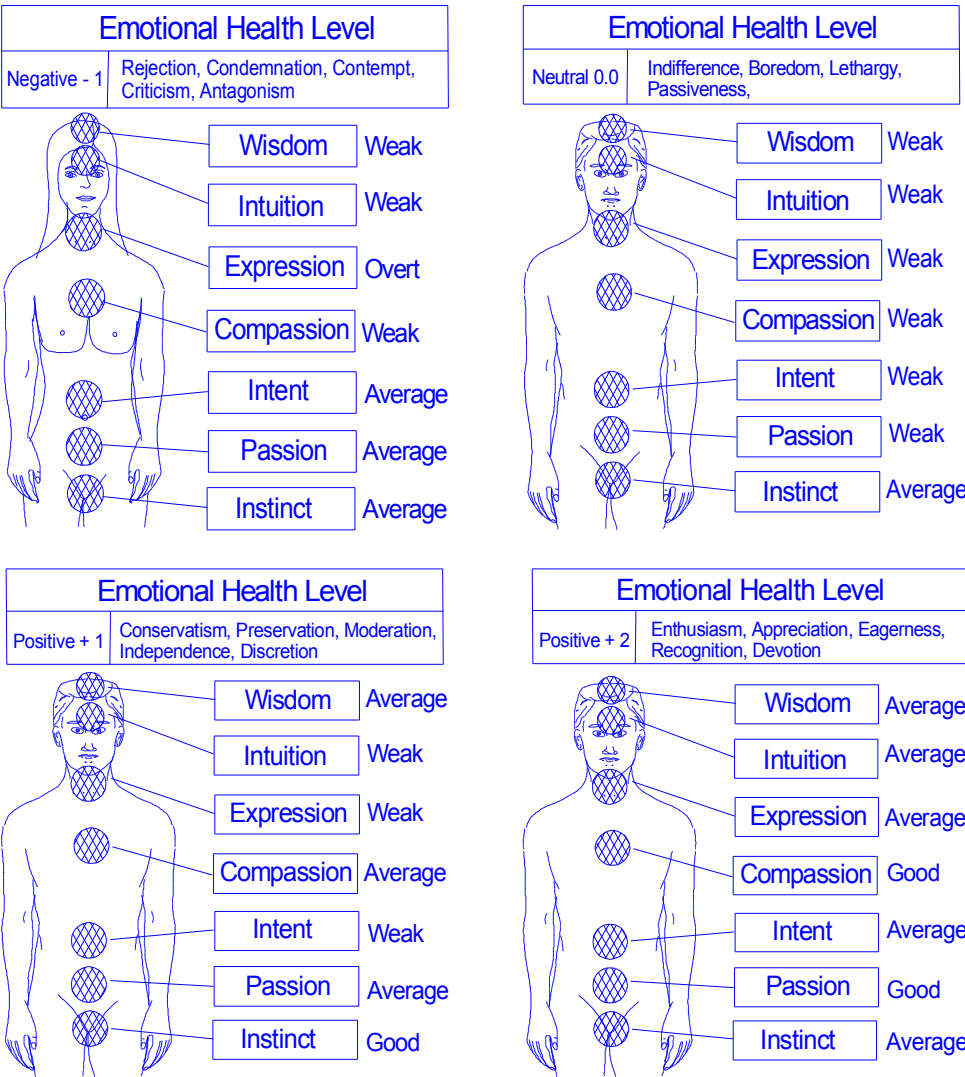 Emotional Health Level
Negative - 1
Rejection, Condemnation, Contempt,
Criticism, Antagonism
Wisdom Weak
Intuition Weak
Expression Overt
Compassion Weak
Intent Average
Passion Average
Instinct Average
Emotional Health Level
Neutral 0.0
Indifference, Boredom, Lethargy,
Passiveness,
Wisdom Weak
Intuition Weak
Expression Weak
Compassion Weak
Intent Weak
Passion Weak
Instinct Average
Emotional Health Level
Positive + 1
Conservatism, Preservation, Moderation,
Independence, Discretion
Wisdom Average
Intuition Weak
Expression Weak
Compassion Average
Intent Weak
Passion Average
Instinct Good
Emotional Health Level
Positive + 2
Enthusiasm, Appreciation, Eagerness,
Recognition, Devotion
Wisdom Average
Intuition Average
Expression Average
Compassion Good
Intent Average
Passion Good
Instinct Average